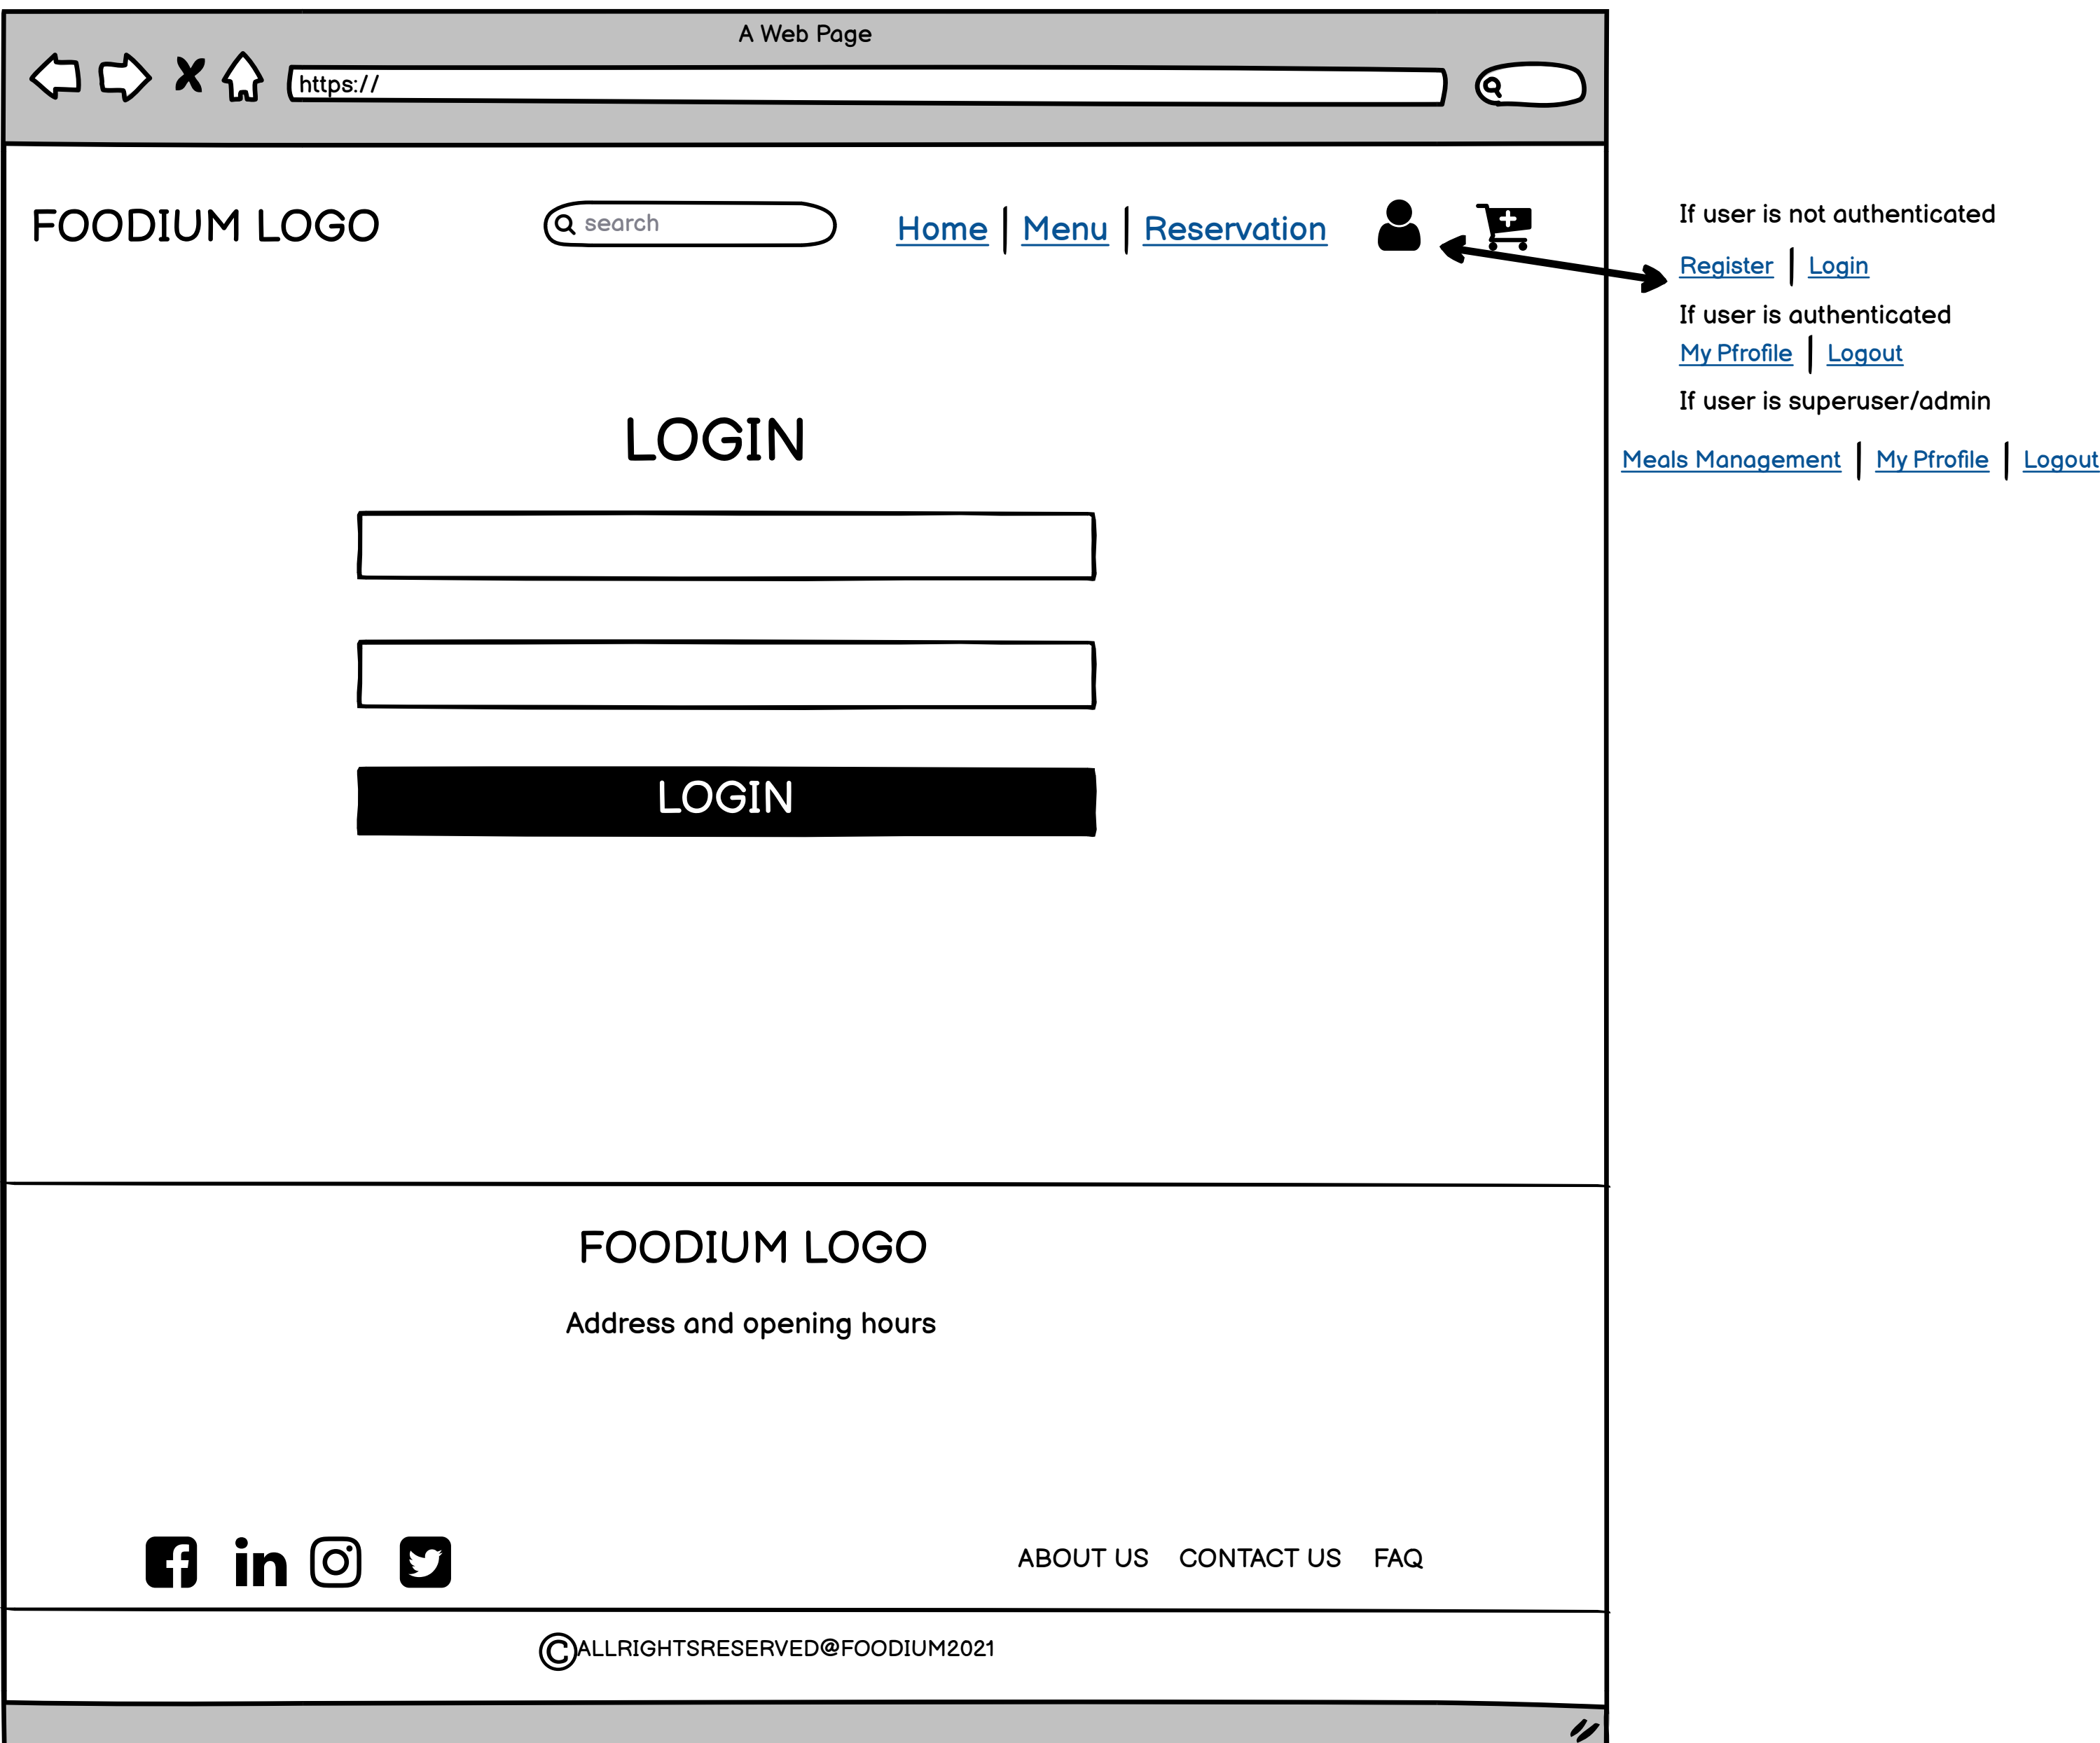 A Web Page
https://
FOODIUM LOGO
search
Home | Menu | Reservation
If user is not authenticated
Register | Login
If user is authenticated
My Pfrofile | Logout
If user is superuser/admin
Meals Management | My Pfrofile | Logout
LOGIN
LOGIN
FOODIUM LOGO
Address and opening hours
in
ABOUT US CONTACT US FAQ
©ALLRIGHTSRESERVED@FOODIUM2021